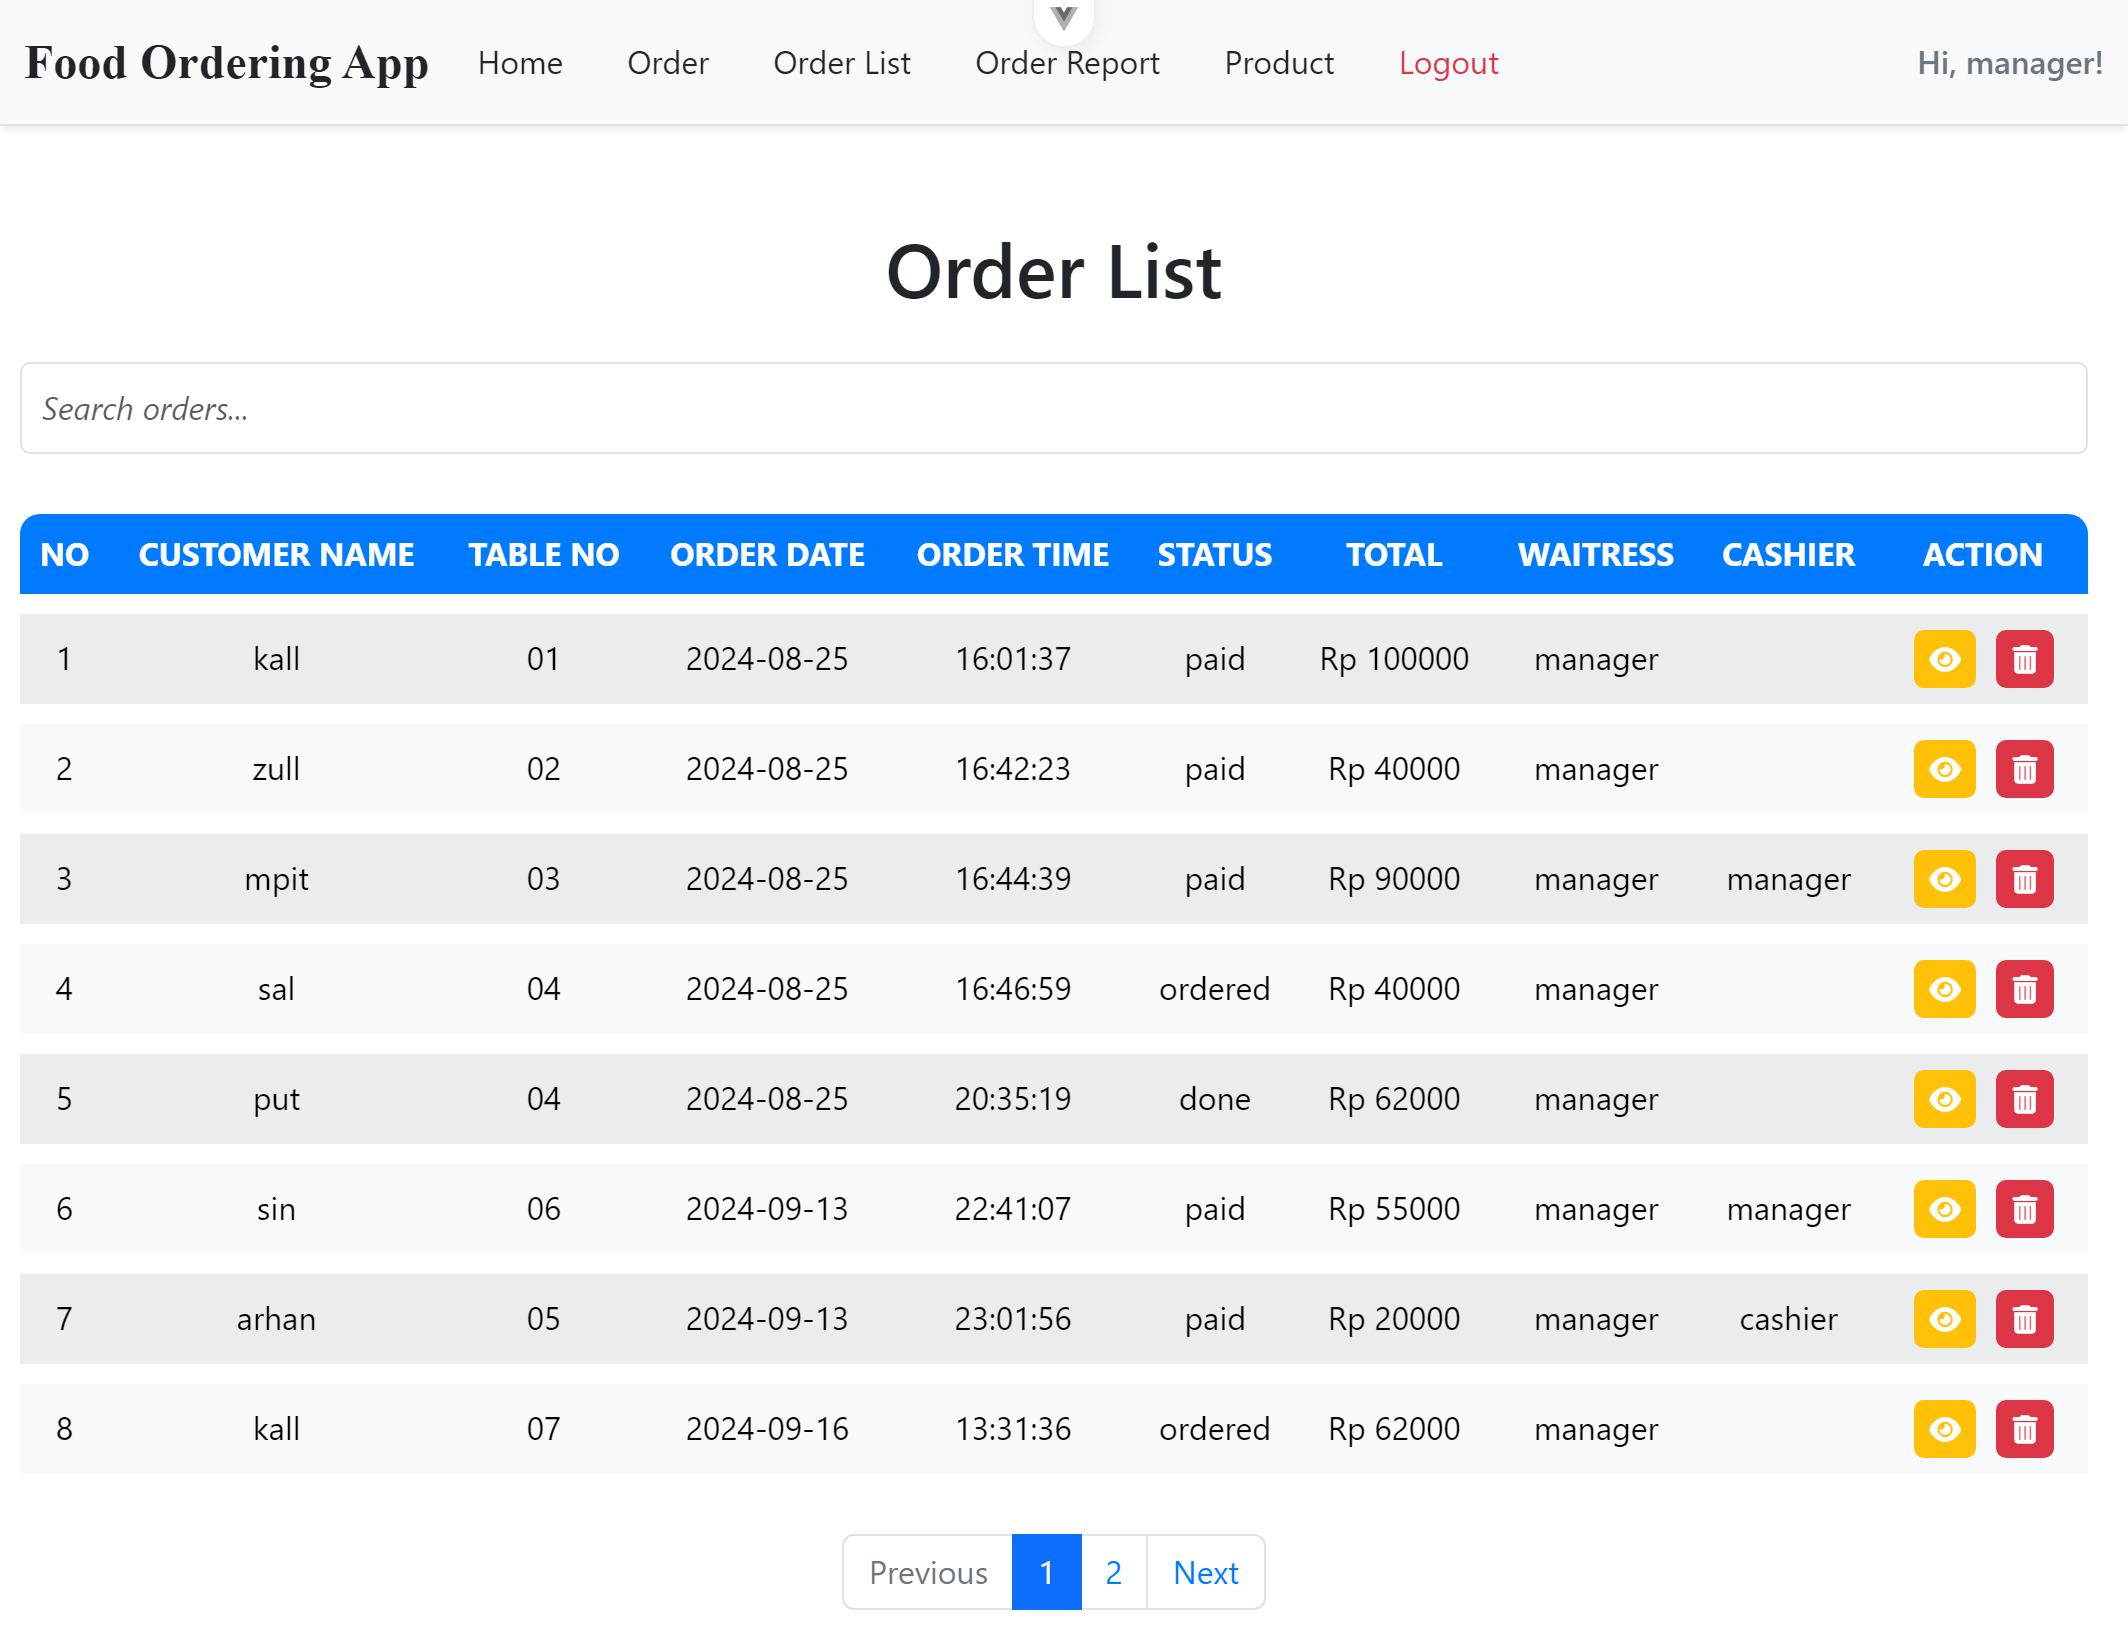 Food Ordering App Home Order Order List Order Report Product Logout Hi, manager!
Order List
Search orders...
NO CUSTOMER NAME TABLE NO ORDER DATE ORDER TIME STATUS TOTAL WAITRESS CASHIER ACTION
1 kall 01 2024-08-25 16:01:37 paid Rp 100000 manager
2 zull 02 2024-08-25 16:42:23 paid Rp 40000 manager
3 mpit 03 2024-08-25 16:44:39 paid Rp 90000 manager manager
4 sal 04 2024-08-25 16:46:59 ordered Rp 40000 manager
5 put 04 2024-08-25 20:35:19 done Rp 62000 manager
6 sin 06 2024-09-13 22:41:07 paid Rp 55000 manager manager
7 arhan 05 2024-09-13 23:01:56 paid Rp 20000 manager cashier
8 kall 07 2024-09-16 13:31:36 ordered Rp 62000 manager
Previous 1 2 Next